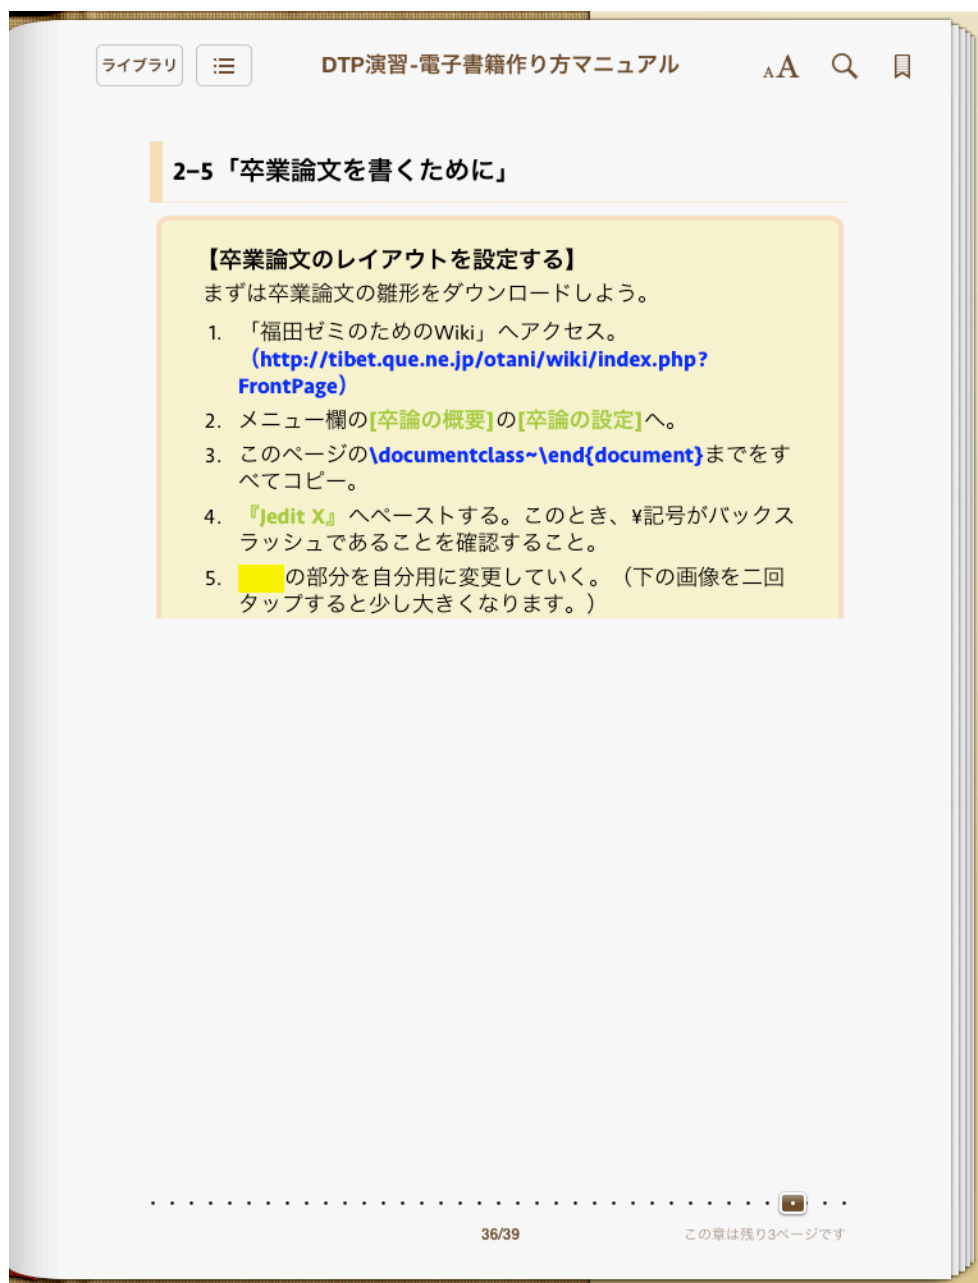 ライブラリ
DTP演習-電子書籍作り方マニュアル
AA
2-5「卒業論文を書くために」
【卒業論文のレイアウトを設定する】
まずは卒業論文の雛形をダウンロードしよう。
1. 「福田ゼミのためのWiki」へアクセス。
（http://tibet.que.ne.jp/otani/wiki/index.php?
FrontPage）
2. メニュー欄の[卒論の概要]の[卒論の設定]へ。
3. このページの\documentclass~\end{document}までをす
べてコピー。
4. 『Jedit X』へペーストする。このとき、¥記号がバックス
ラッシュであることを確認すること。
5. の部分を自分用に変更していく。（下の画像を二回
タップすると少し大きくなります。）
36/39
この章は残り3ページです